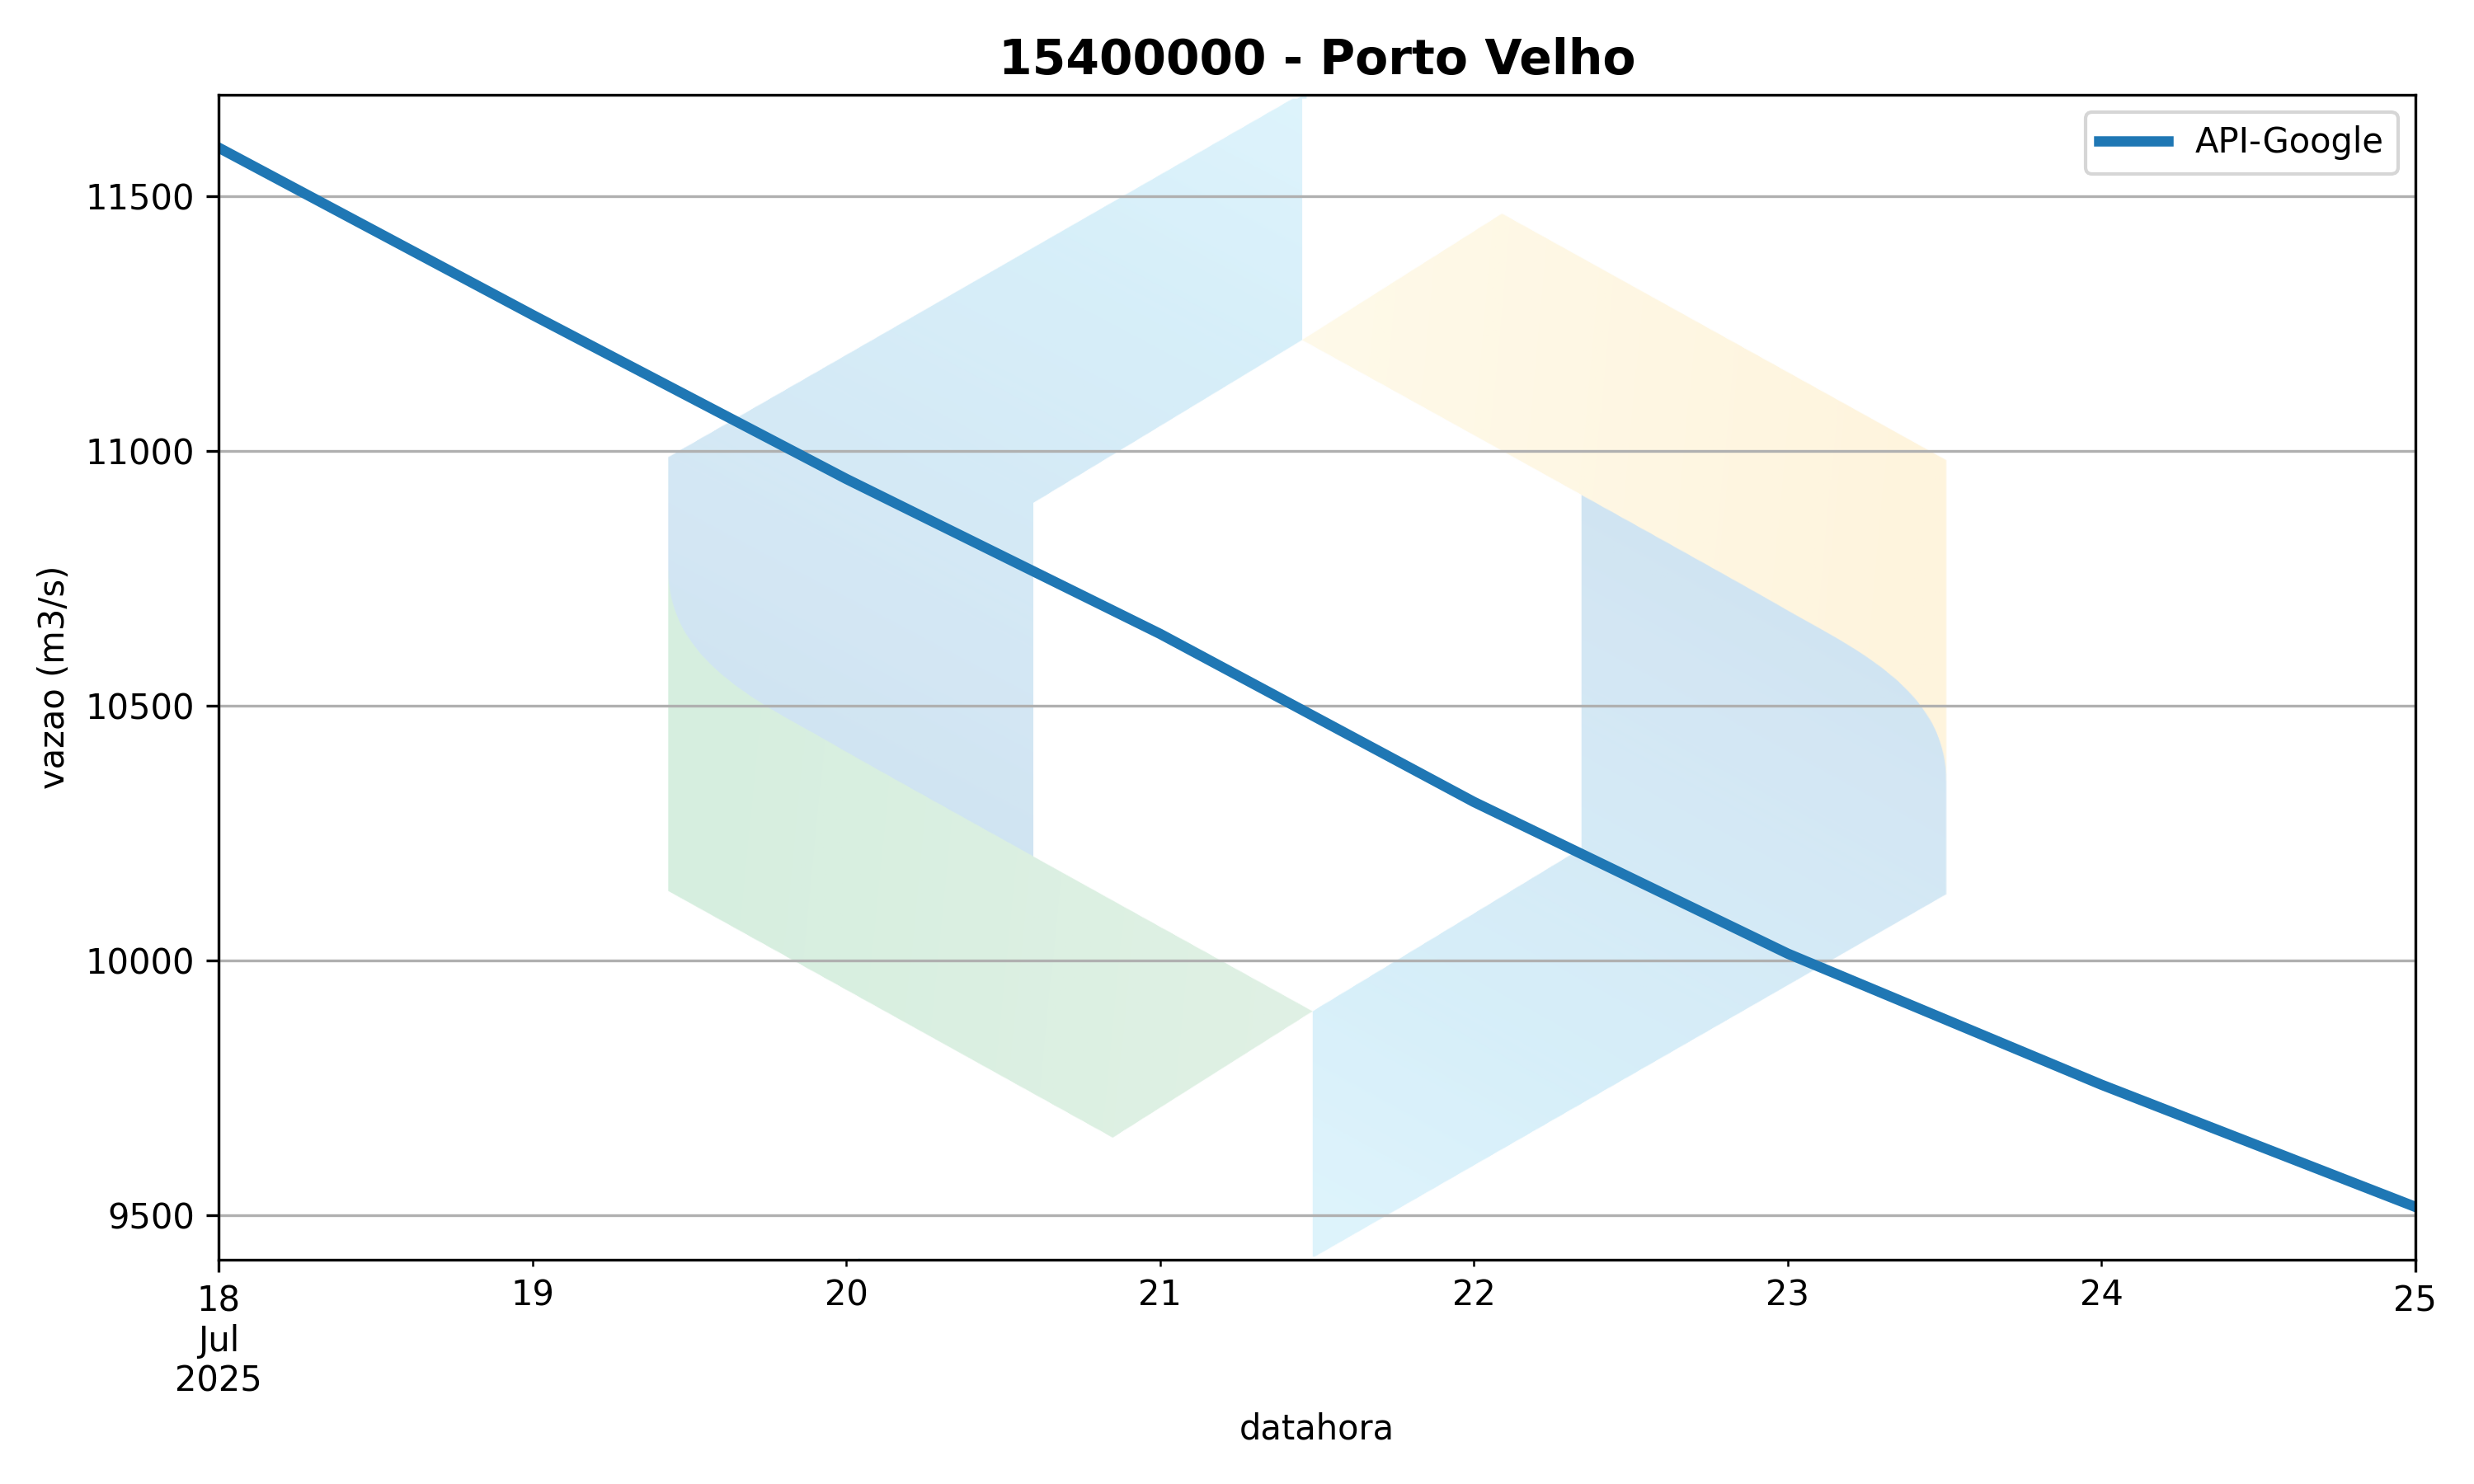 15400000 - Porto Velho
API-Google
11500
11000
10500
10000
9500
vazao (m3/s)
18 19 20 21 22 23 24 25
Jul
2025
datahora